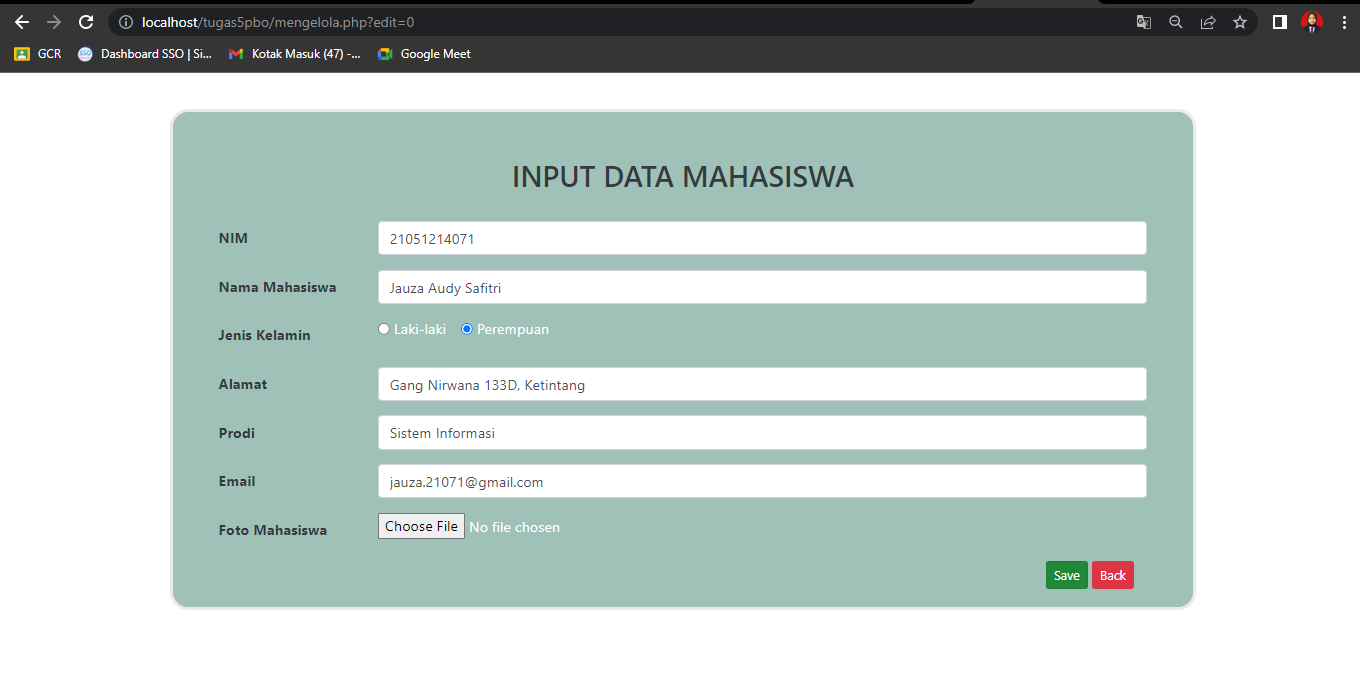 localhost/tugas5pbo/mengelola.php?edit=0
GCR
SSO Dashboard SSO | Si...
Kotak Masuk (47) -...
Google Meet
INPUT DATA MAHASISWA
NIM 21051214071
Nama Mahasiswa Jauza Audy Safitri
Jenis Kelamin Laki-laki Perempuan
Alamat Gang Nirwana 133D, Ketintang
Prodi Sistem Informasi
Email jauza.21071@gmail.com
Foto Mahasiswa Choose File No file chosen
Save Back